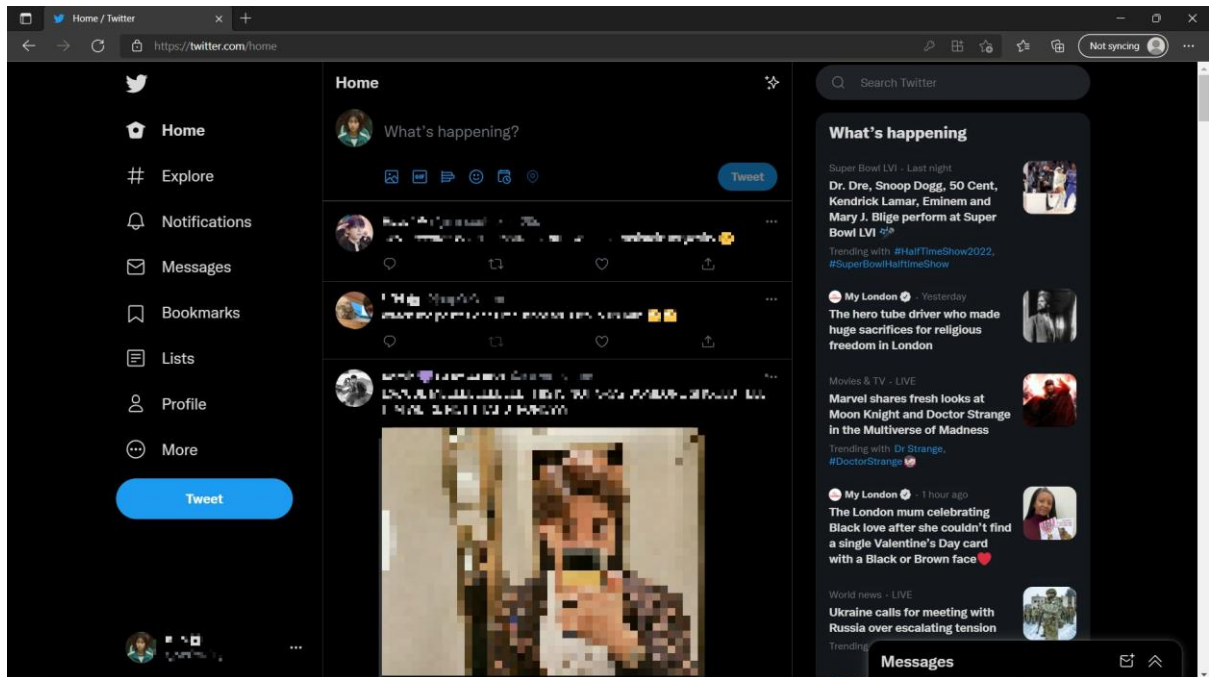 Home / Twitter
https://twitter.com/home
Not syncing
Home
Explore
Notifications
Messages
Bookmarks
Lists
Profile
More
Tweet
Home
What's happening?
GIF
Tweet
Search Twitter
What's happening
Super Bowl LVI · Last night
Dr. Dre, Snoop Dogg, 50 Cent,
Kendrick Lamar, Eminem and
Mary J. Blige perform at Super
Bowl LVI 🎶
Trending with #HalfTimeShow2022,
#SuperBowlHalftimeShow
My London · Yesterday
The hero tube driver who made
huge sacrifices for religious
freedom in London
Movies & TV · LIVE
Marvel shares fresh looks at
Moon Knight and Doctor Strange
in the Multiverse of Madness
Trending with Dr Strange,
#DoctorStrange
My London · 1 hour ago
The London mum celebrating
Black love after she couldn't find
a single Valentine's Day card
with a Black or Brown face❤️
World news · LIVE
Ukraine calls for meeting with
Russia over escalating tension
Trending
Messages